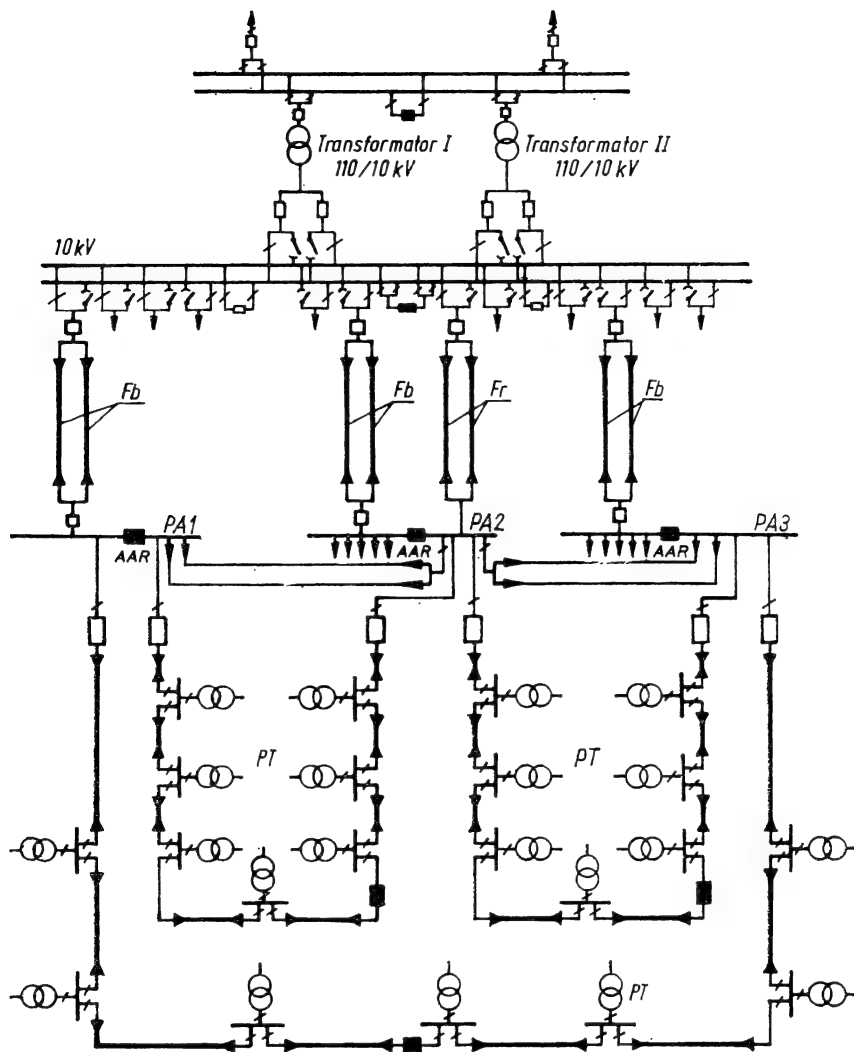 Transformator I
110/10 kV
Transformator II
110/10 kV
10 kV
Fb
Fb
Fr
Fb
PA1
PA2
PA3
AAR
AAR
AAR
PT
PT
PT